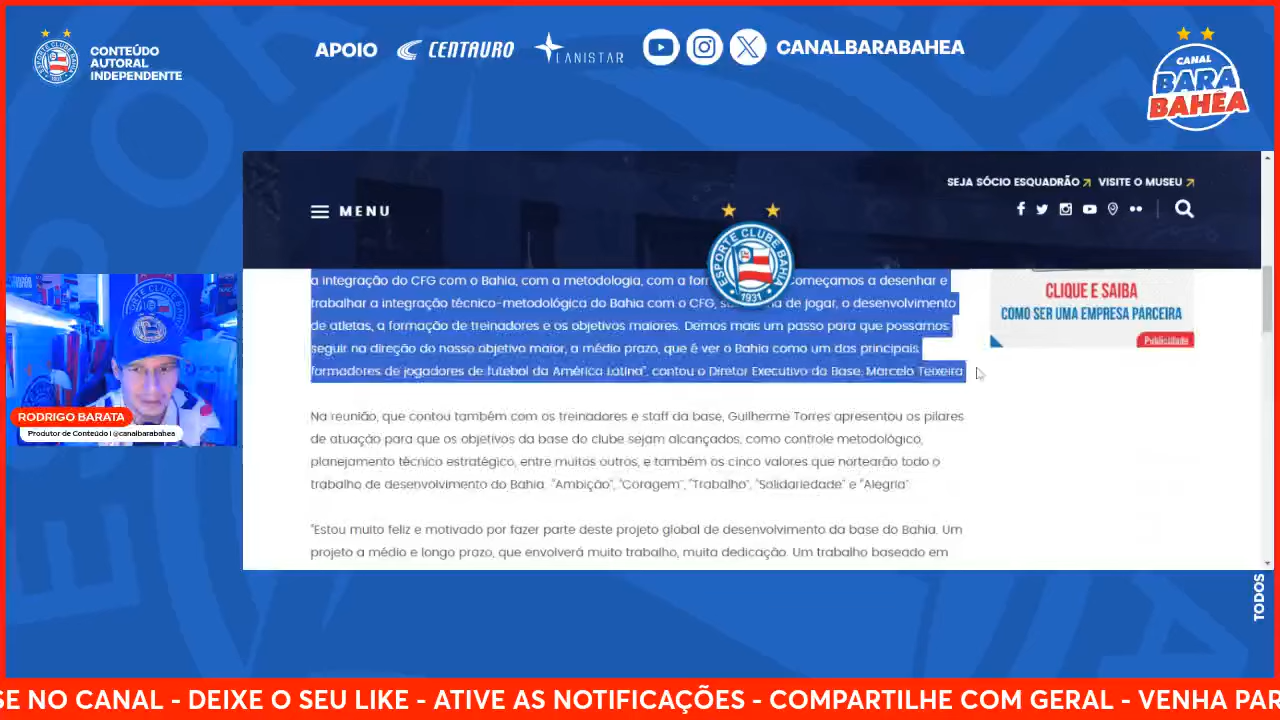 CONTEÚDO
AUTORAL
INDEPENDENTE
APOIO
CENTAURO
LANISTAR
CANALBARABAHEA
CANAL
BARA
BAHEA
SEJA SÓCIO ESQUADRÃO
VISITE O MUSEU
MENU
ESPORTE CLUBE BAHIA
1931
a integração do CFG com o Bahia, com a metodologia, com a
começamos a desenhar e
trabalhar a integração técnico-metodológica do Bahia com o CFG,
de jogar, o desenvolvimento
de atletas, a formação de treinadores e os objetivos maiores. Demos mais um passo para que possamos
seguir na direção do nosso objetivo maior, a médio prazo, que é ver o Bahia como um dos principais
formadores de jogadores de futebol da América Latina", contou o Diretor Executivo da Base, Marcelo Teixeira.
Na reunião, que contou também com os treinadores e staff da base, Guilherme Torres apresentou os pilares
de atuação para que os objetivos da base do clube sejam alcançados, como controle metodológico,
planejamento técnico estratégico, entre muitos outros, e também os cinco valores que nortearão todo o
trabalho de desenvolvimento do Bahia. "Ambição", "Coragem", "Trabalho", "Solidariedade" e "Alegria".
"Estou muito feliz e motivado por fazer parte deste projeto global de desenvolvimento da base do Bahia. Um
projeto a médio e longo prazo, que envolverá muito trabalho, muita dedicação. Um trabalho baseado em
CLIQUE E SAIBA
COMO SER UMA EMPRESA PARCEIRA
Publicidade
RODRIGO BARATA
Produtor de Conteúdo | @canalbarabahea
TODOS
SE NO CANAL - DEIXE O SEU LIKE - ATIVE AS NOTIFICAÇÕES - COMPARTILHE COM GERAL - VENHA PAR